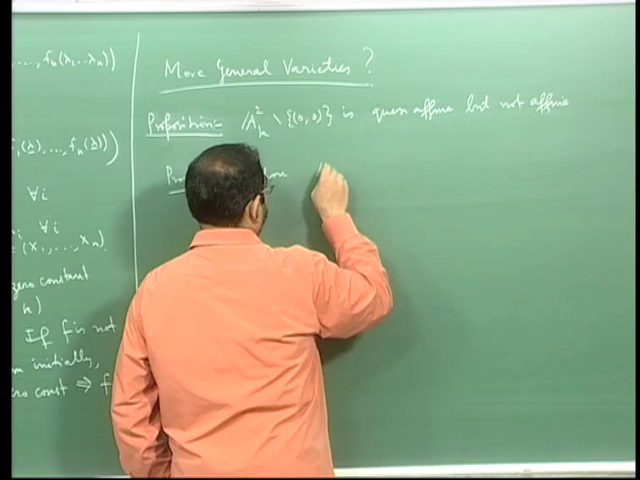 ..., fₙ(λ₁...λₙ))
(λ), ..., fₙ(λ))
∀i
∀i
(X₁, ..., Xₙ)
zero constant
If f is not
initially,
zero const ⇒ f
More General Varieties ?
Proposition:- 𝔸²ₖ \ {(0,0)} is quasi affine but not affine